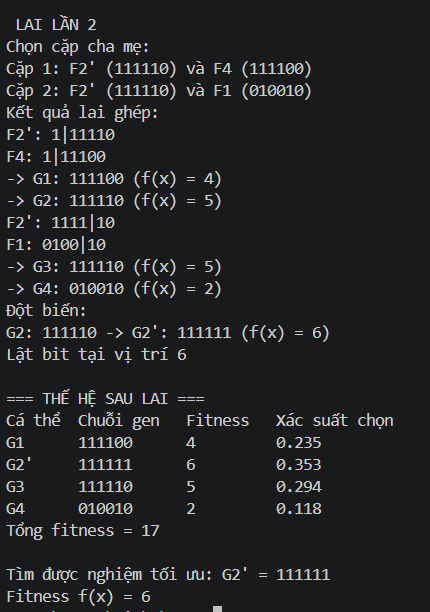 LAI LẦN 2
Chọn cặp cha mẹ:
Cặp 1: F2' (111110) và F4 (111100)
Cặp 2: F2' (111110) và F1 (010010)
Kết quả lai ghép:
F2': 1|11110
F4: 1|11100
-> G1: 111100 (f(x) = 4)
-> G2: 111110 (f(x) = 5)
F2': 1111|10
F1: 0100|10
-> G3: 111110 (f(x) = 5)
-> G4: 010010 (f(x) = 2)
Đột biến:
G2: 111110 -> G2': 111111 (f(x) = 6)
Lật bit tại vị trí 6
=== THẾ HỆ SAU LAI ===
Cá thể Chuỗi gen Fitness Xác suất chọn
G1 111100 4 0.235
G2' 111111 6 0.353
G3 111110 5 0.294
G4 010010 2 0.118
Tổng fitness = 17
Tìm được nghiệm tối ưu: G2' = 111111
Fitness f(x) = 6